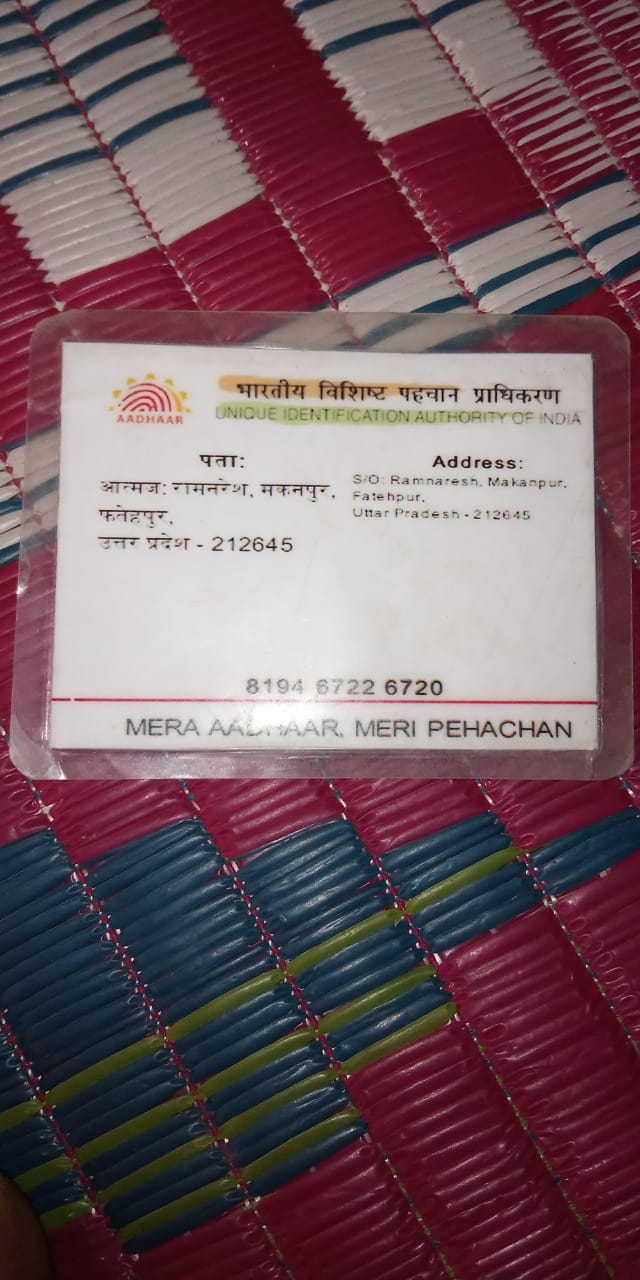 भारतीय विशिष्ट पहचान प्राधिकरण
UNIQUE IDENTIFICATION AUTHORITY OF INDIA
AADHAAR
पता:
आत्मज: रामनरेश, मकनपुर,
फतेहपुर,
उत्तर प्रदेश - 212645
Address:
S/O: Ramnaresh, Makanpur,
Fatehpur,
Uttar Pradesh - 212645
8194 6722 6720
MERA AADHAAR, MERI PEHACHAN